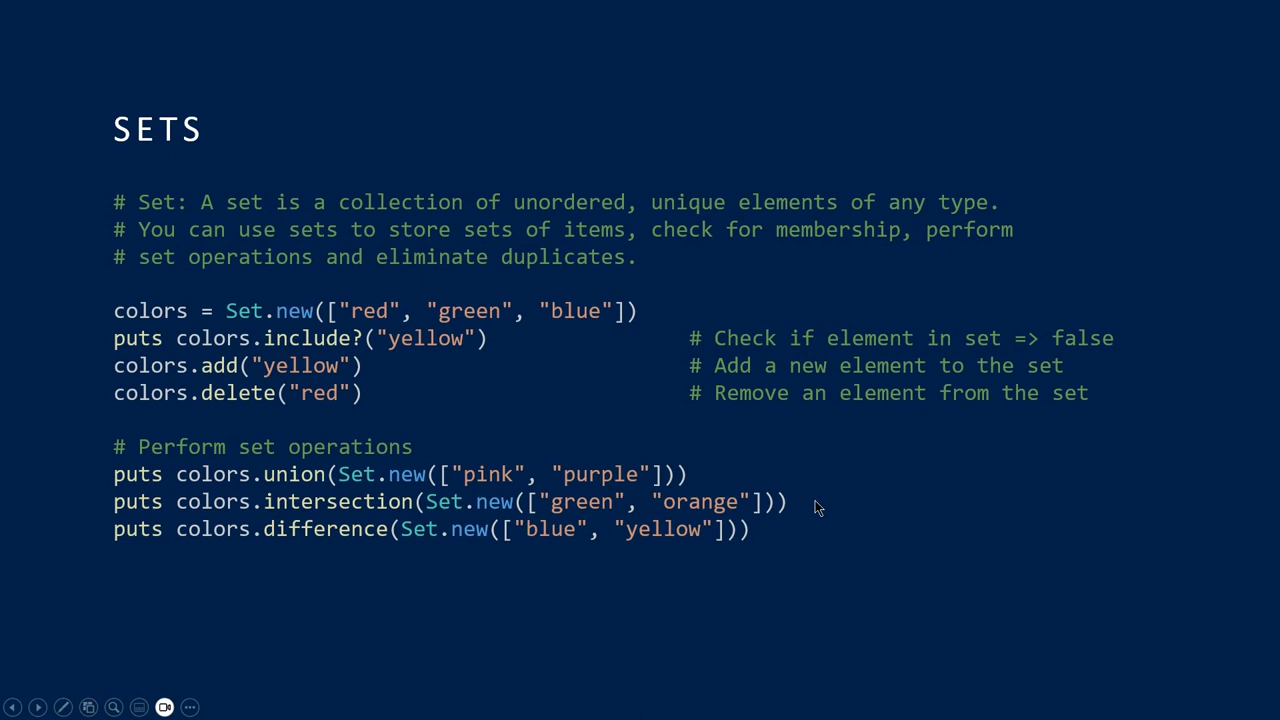 SETS
# Set: A set is a collection of unordered, unique elements of any type.
# You can use sets to store sets of items, check for membership, perform
# set operations and eliminate duplicates.
colors = Set.new(["red", "green", "blue"])
puts colors.include?("yellow") # Check if element in set => false
colors.add("yellow") # Add a new element to the set
colors.delete("red") # Remove an element from the set
# Perform set operations
puts colors.union(Set.new(["pink", "purple"]))
puts colors.intersection(Set.new(["green", "orange"]))
puts colors.difference(Set.new(["blue", "yellow"]))